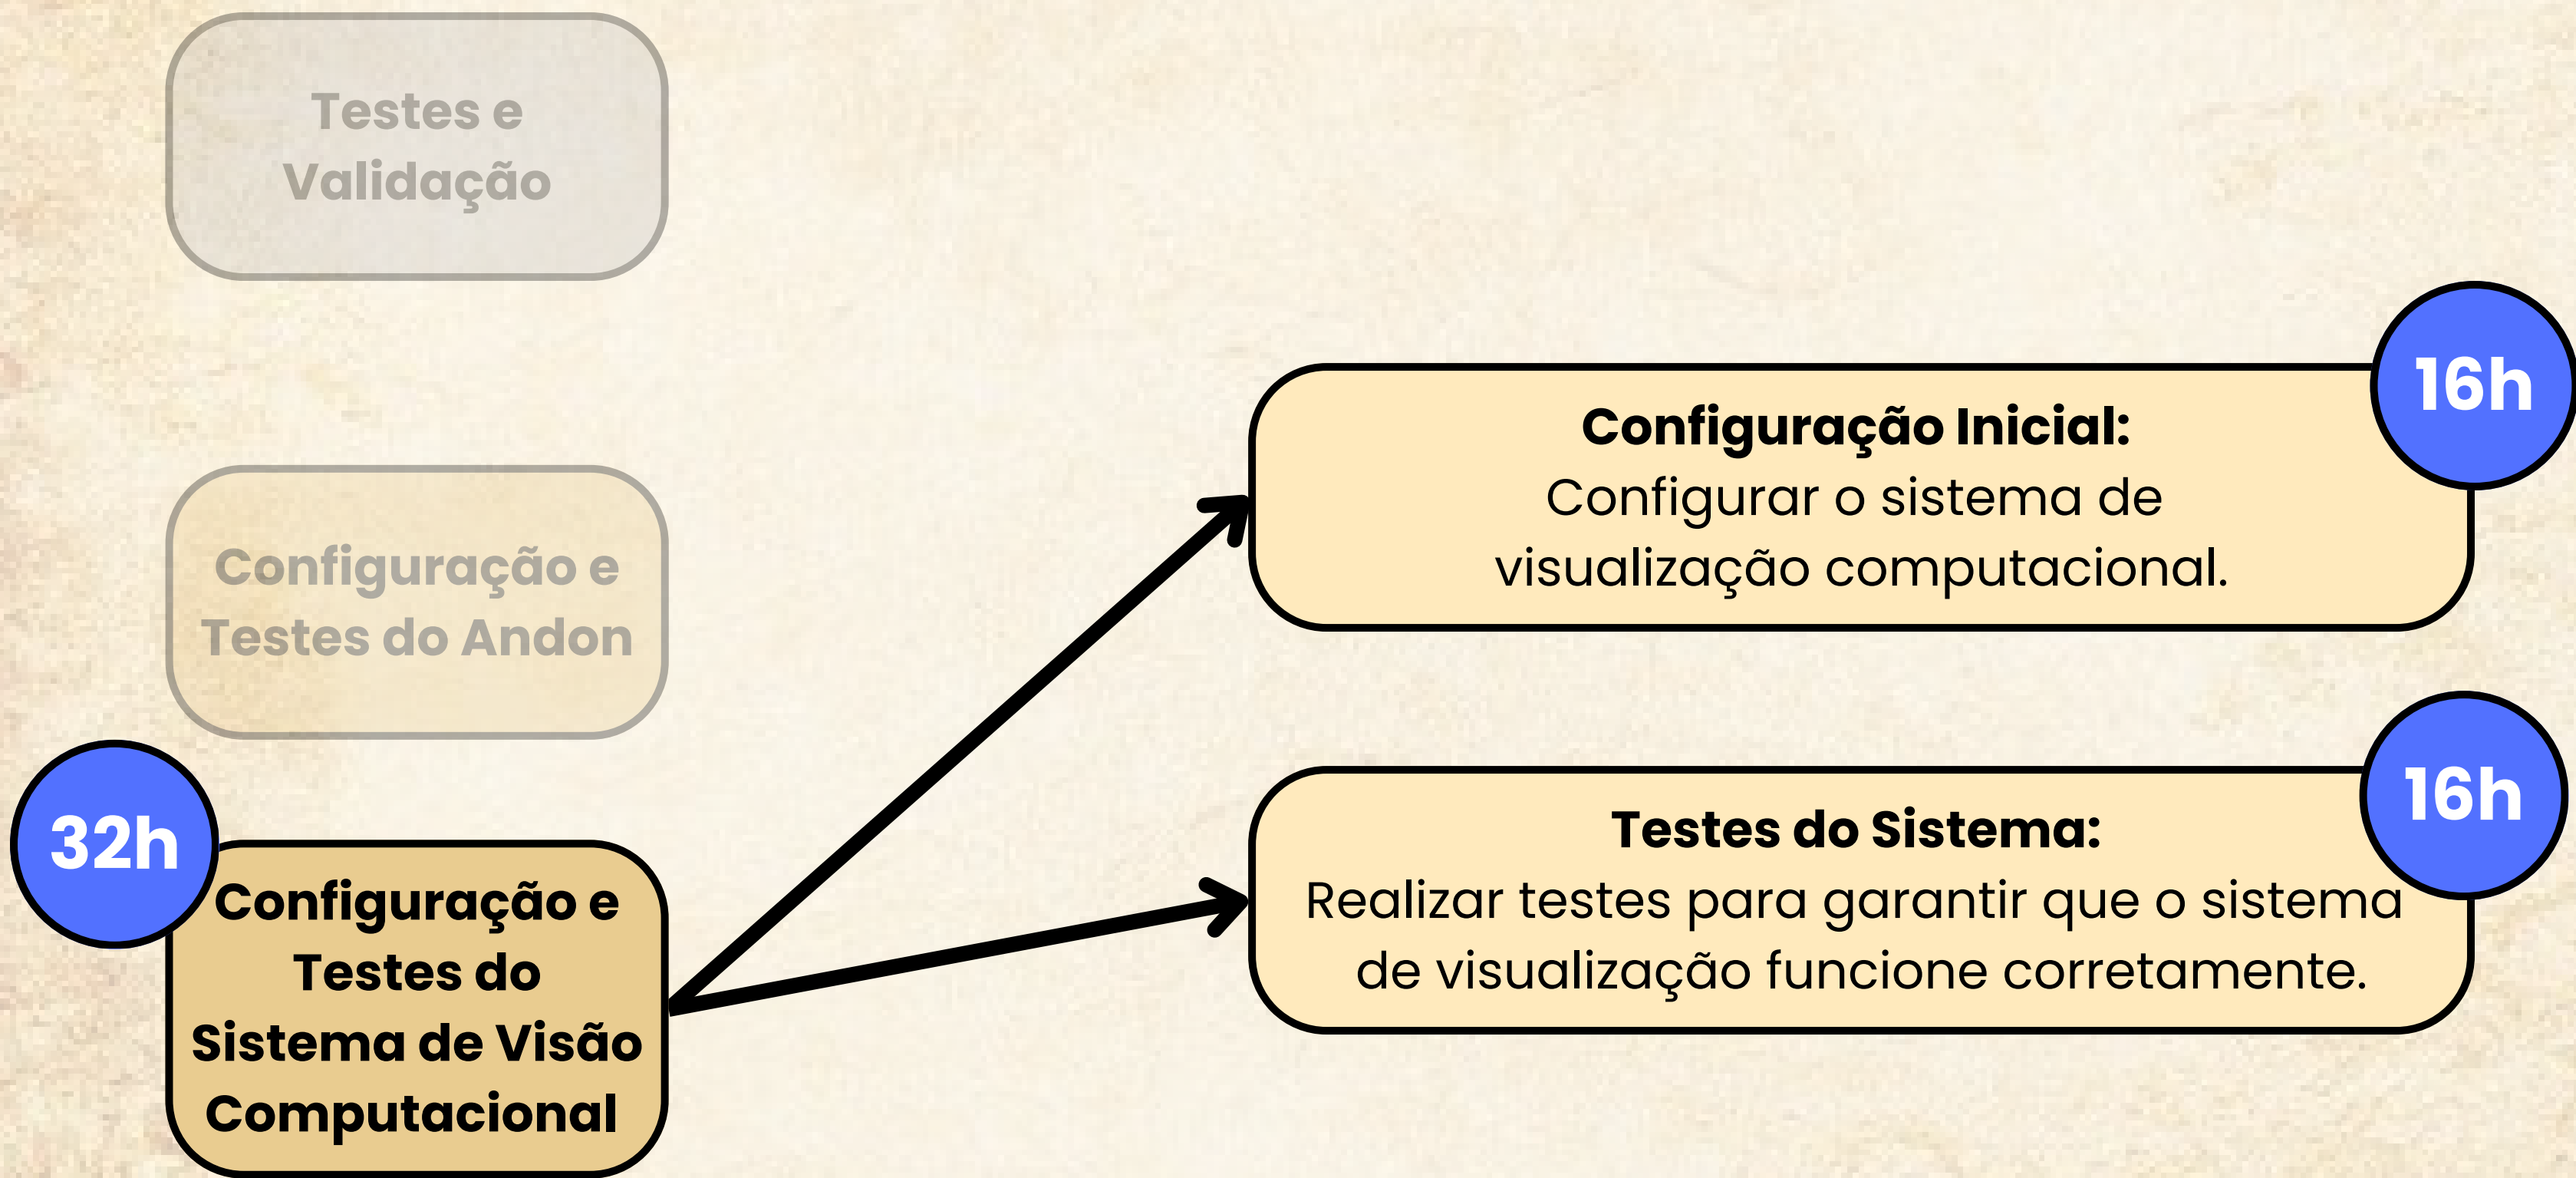 Testes e
Validação
Configuração e
Testes do Andon
32h
Configuração e
Testes do
Sistema de Visão
Computacional
16h
Configuração Inicial:
Configurar o sistema de
visualização computacional.
16h
Testes do Sistema:
Realizar testes para garantir que o sistema
de visualização funcione corretamente.